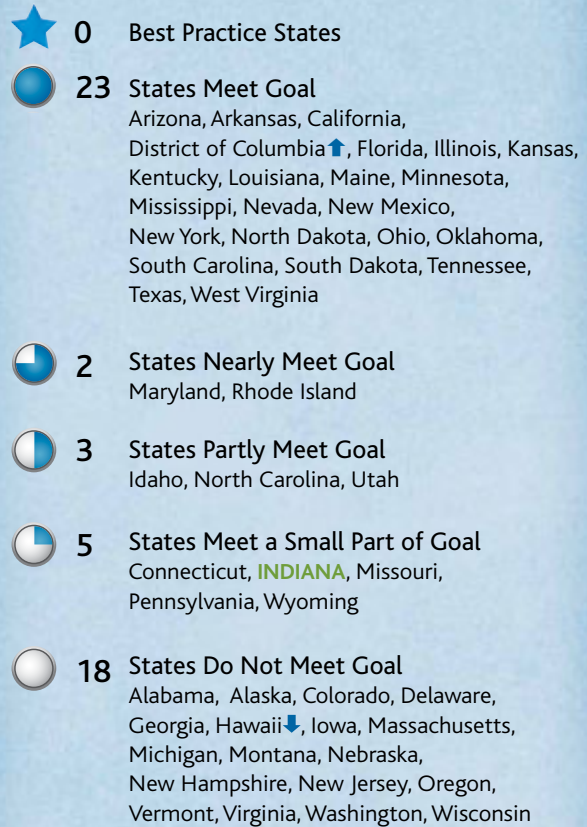 0 Best Practice States
23 States Meet Goal
Arizona, Arkansas, California,
District of Columbia⬆, Florida, Illinois, Kansas,
Kentucky, Louisiana, Maine, Minnesota,
Mississippi, Nevada, New Mexico,
New York, North Dakota, Ohio, Oklahoma,
South Carolina, South Dakota, Tennessee,
Texas, West Virginia
2 States Nearly Meet Goal
Maryland, Rhode Island
3 States Partly Meet Goal
Idaho, North Carolina, Utah
5 States Meet a Small Part of Goal
Connecticut, INDIANA, Missouri,
Pennsylvania, Wyoming
18 States Do Not Meet Goal
Alabama, Alaska, Colorado, Delaware,
Georgia, Hawaii⬇, Iowa, Massachusetts,
Michigan, Montana, Nebraska,
New Hampshire, New Jersey, Oregon,
Vermont, Virginia, Washington, Wisconsin